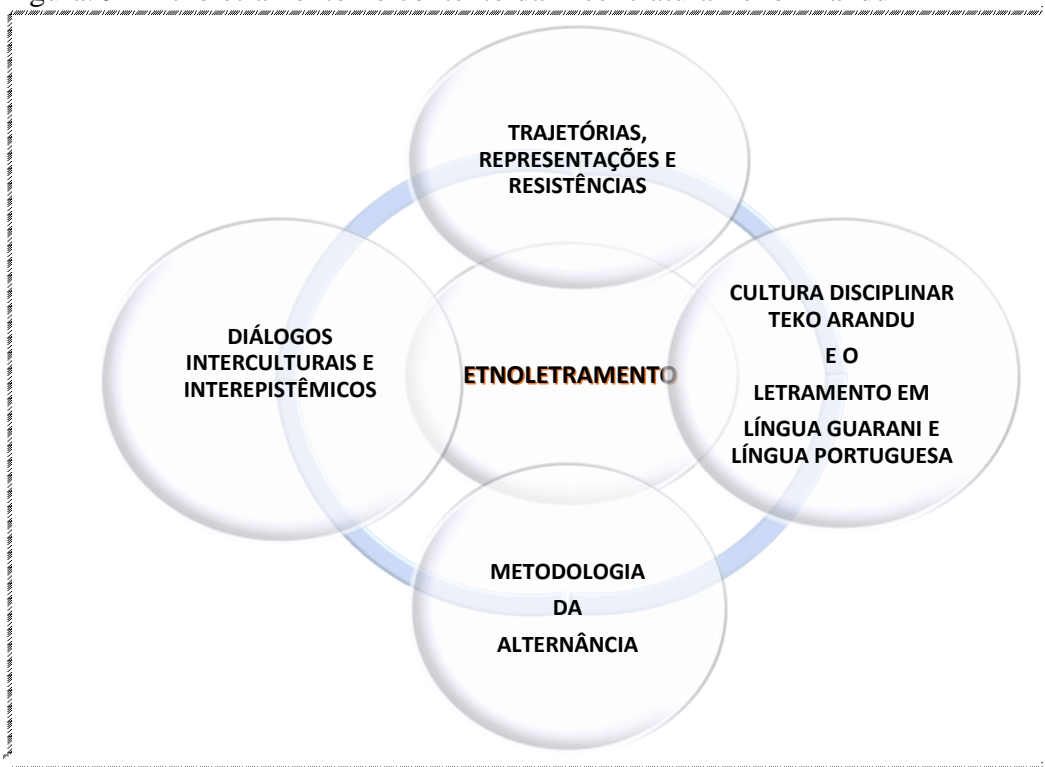 TRAJETÓRIAS,
REPRESENTAÇÕES E
RESISTÊNCIAS
DIÁLOGOS
INTERCULTURAIS E
INTEREPISTÊMICOS
ETNOLETRAMENTO
CULTURA DISCIPLINAR
TEKO ARANDU
E O
LETRAMENTO EM
LÍNGUA GUARANI E
LÍNGUA PORTUGUESA
METODOLOGIA
DA
ALTERNÂNCIA